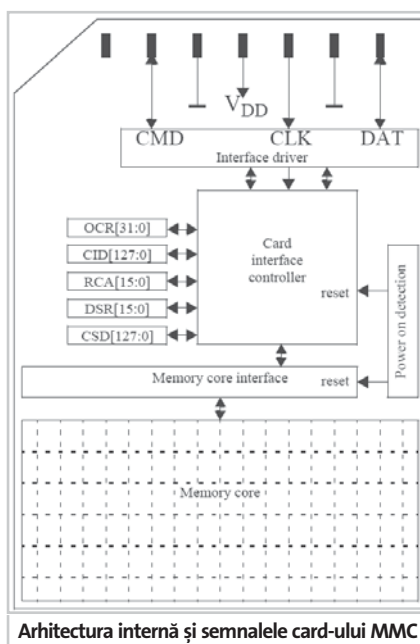 V_DD
CMD CLK DAT
Interface driver
OCR[31:0]
CID[127:0]
RCA[15:0]
DSR[15:0]
CSD[127:0]
Card
interface
controller
reset
Power on detection
Memory core interface
reset
Memory core
Arhitectura internă și semnalele card-ului MMC